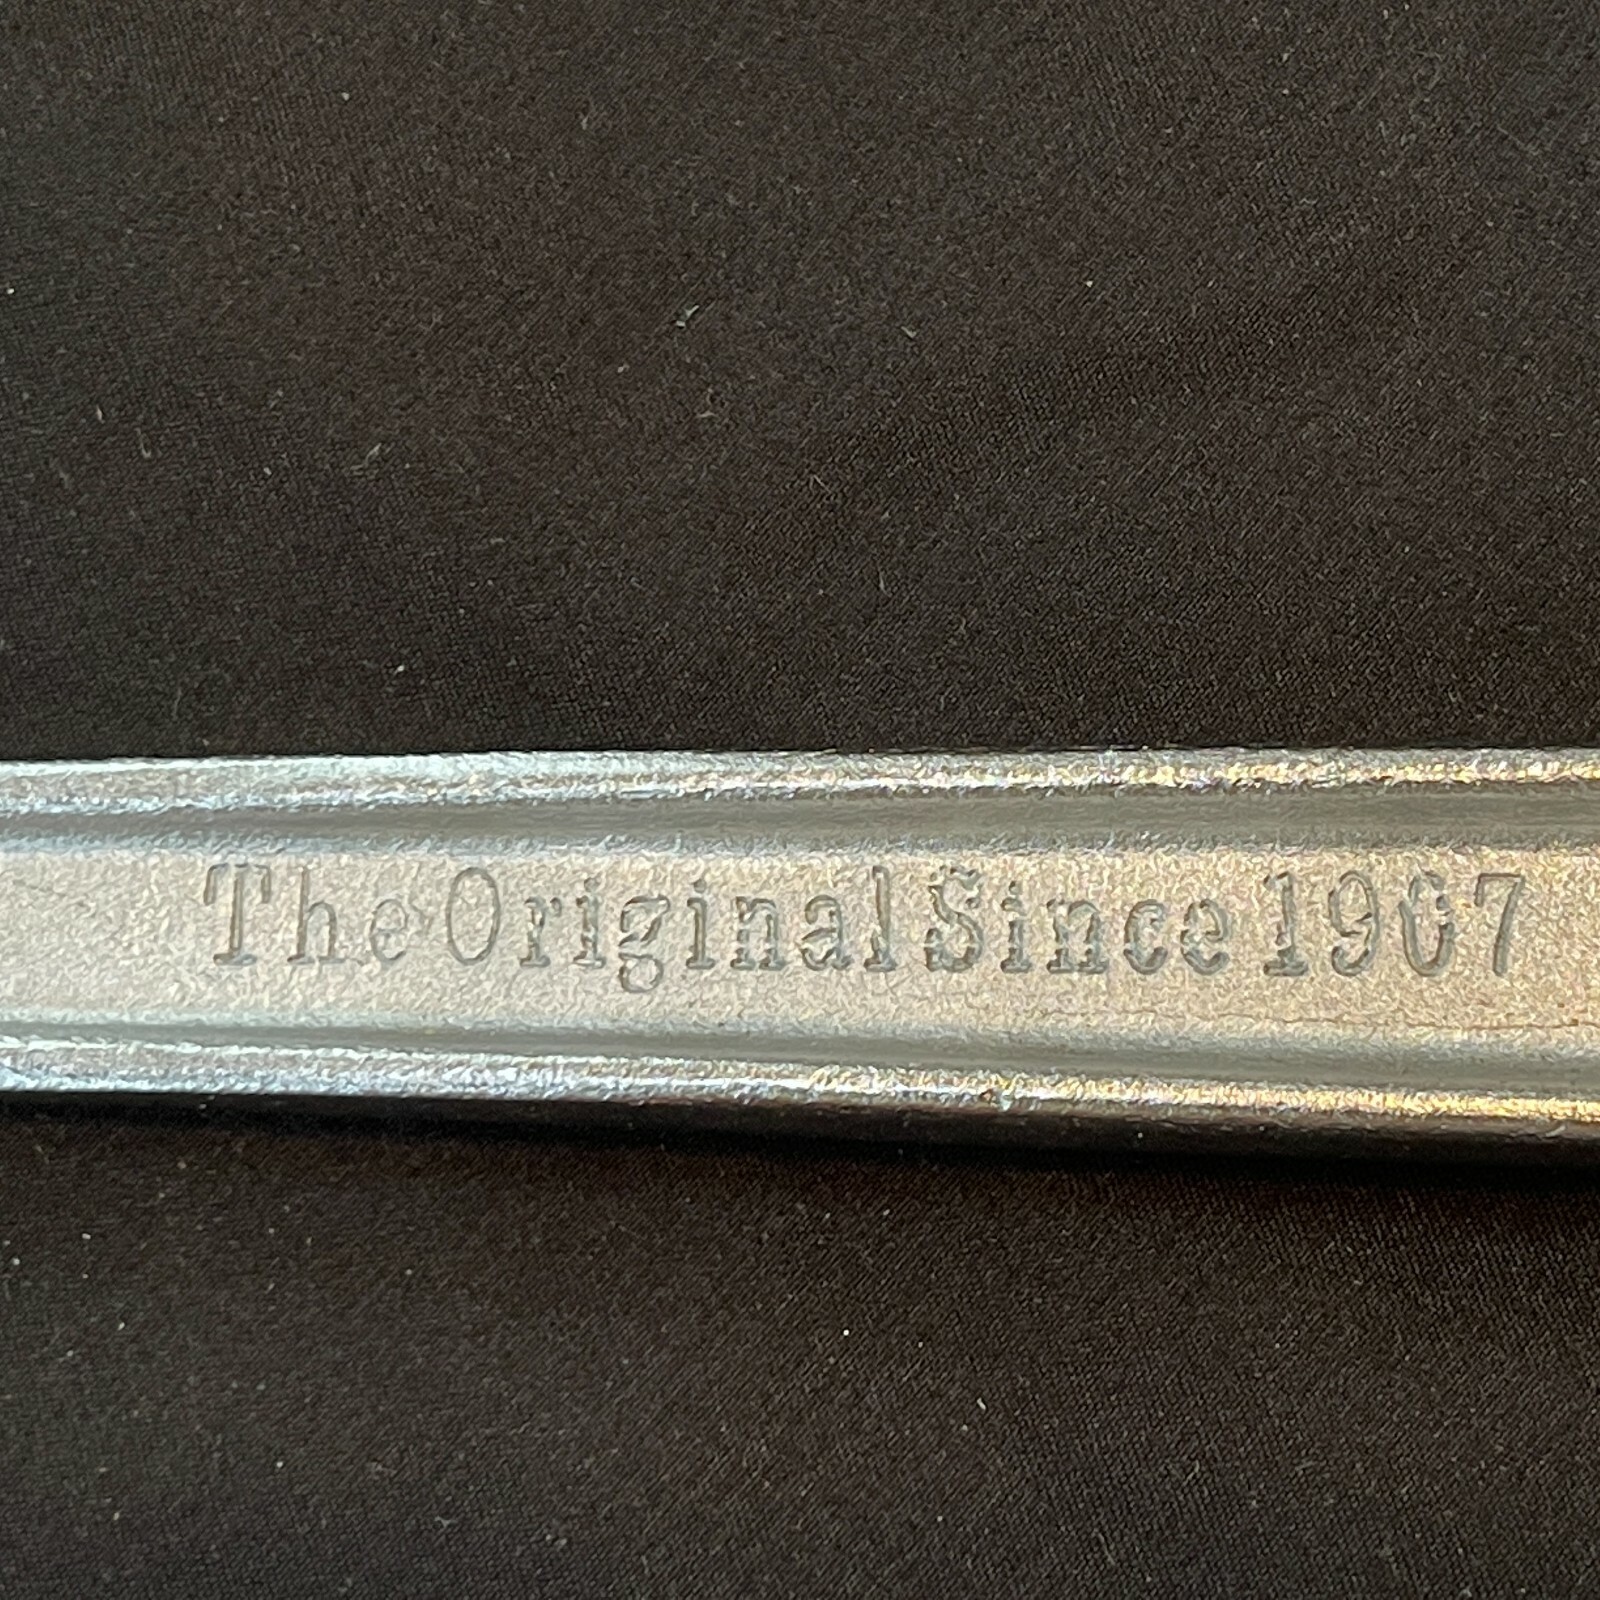 The Original Since 1907